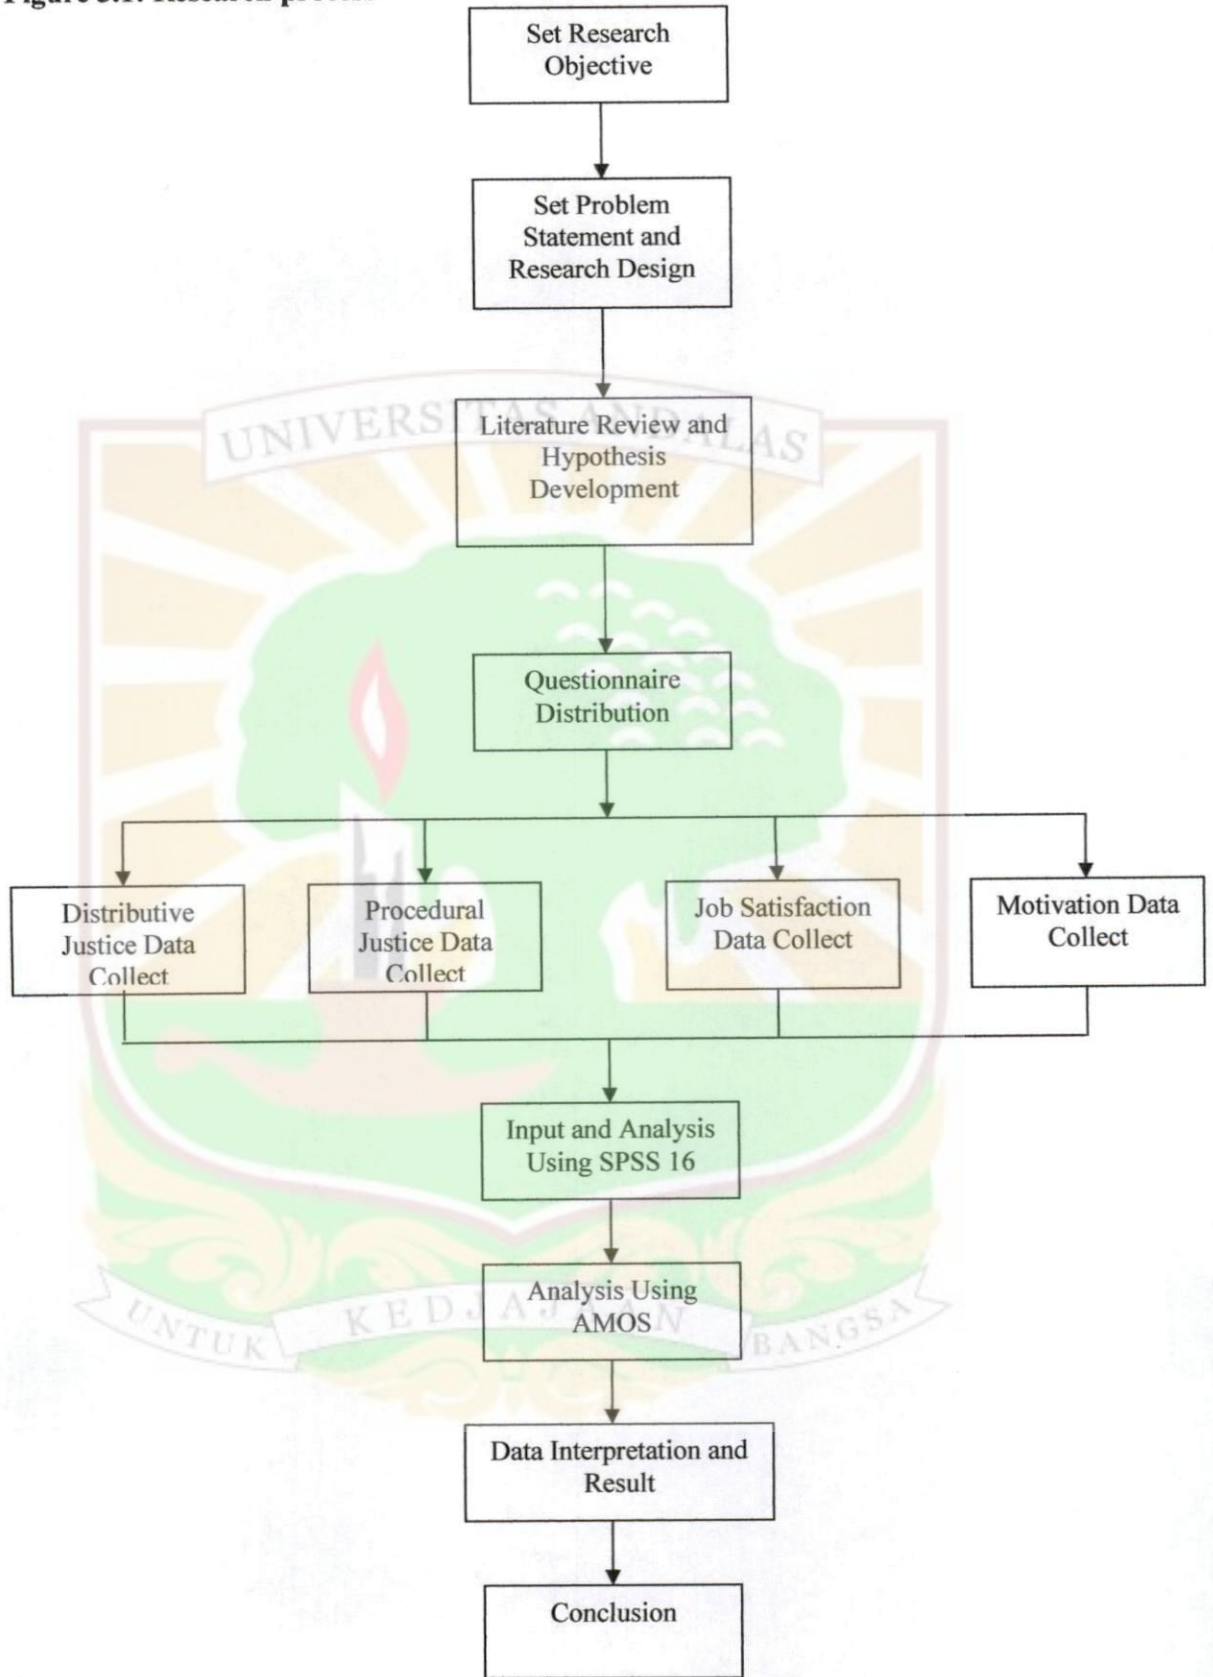 Figure 3.1: Research process
Set Research
Objective
Set Problem
Statement and
Research Design
UNIVERSITAS ANDALAS
Literature Review and
Hypothesis
Development
Questionnaire
Distribution
Distributive
Justice Data
Collect
Procedural
Justice Data
Collect
Job Satisfaction
Data Collect
Motivation Data
Collect
Input and Analysis
Using SPSS 16
Analysis Using
AMOS
UNTUK KEDJAJAAN BANGSA
Data Interpretation and
Result
Conclusion